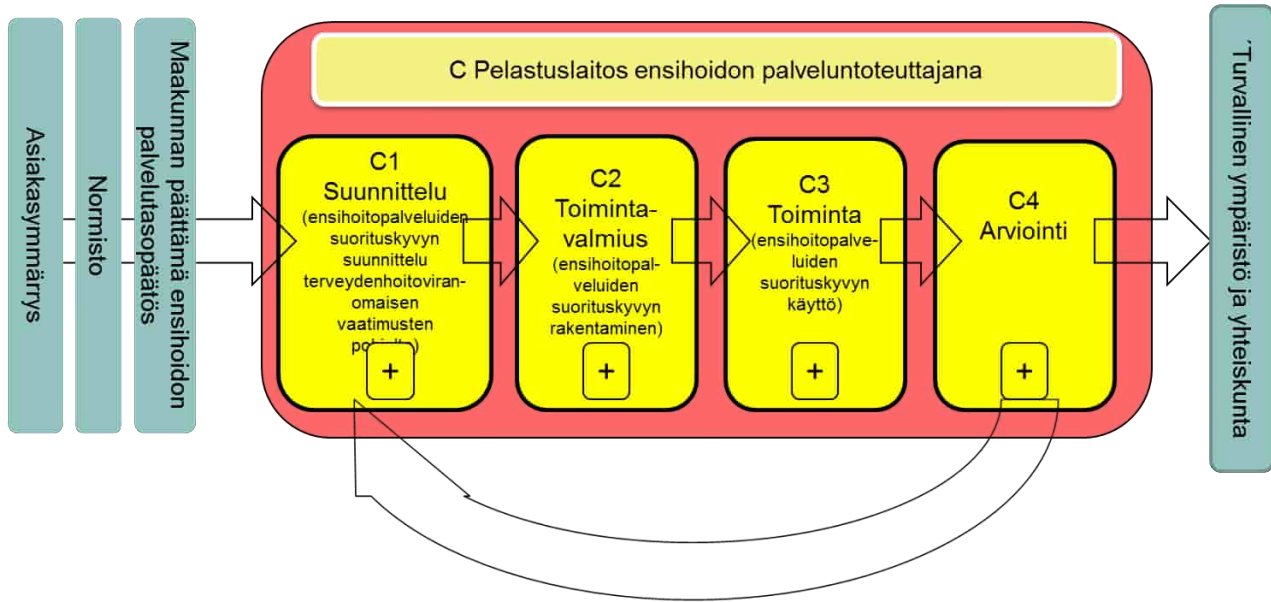 Asiakasymmärrys
Normisto
Maakunnan päättämä ensihoidon
palvelutasopäätös
C Pelastuslaitos ensihoidon palveluntoteuttajana
C1
Suunnittelu
(ensihoitopalveluiden
suorituskyvyn
suunnittelu
terveydenhoitoviran-
omaisen
vaatimusten
+
C2
Toiminta-
valmius
(ensihoitopal-
veluiden
suorituskyvyn
rakentaminen)
+
C3
Toiminta
(ensihoitopalve-
luiden
suorituskyvyn
käyttö)
+
C4
Arviointi
+
´Turvallinen ympäristö ja yhteiskunta